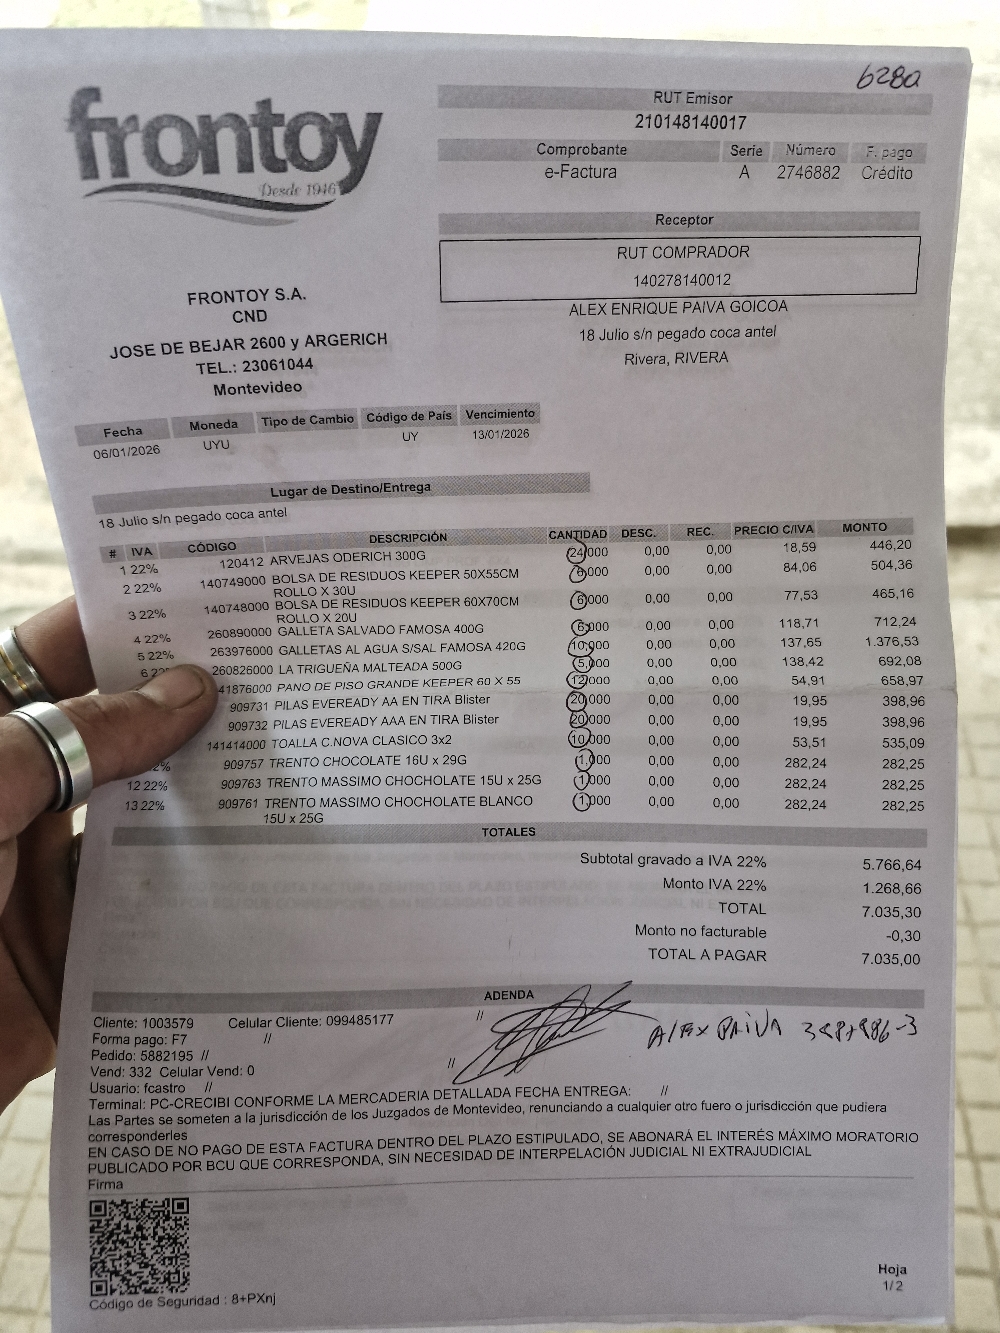 6280
frontoy
Desde 1946
RUT Emisor
210148140017
Comprobante Serie Número F. pago
e-Factura A 2746882 Crédito
Receptor
RUT COMPRADOR
140278140012
ALEX ENRIQUE PAIVA GOICOA
18 Julio s/n pegado coca antel
Rivera, RIVERA
FRONTOY S.A.
CND
JOSE DE BEJAR 2600 y ARGERICH
TEL.: 23061044
Montevideo
Fecha Moneda Tipo de Cambio Código de País Vencimiento
06/01/2026 UYU UY 13/01/2026
Lugar de Destino/Entrega
18 Julio s/n pegado coca antel
# IVA CÓDIGO DESCRIPCIÓN CANTIDAD DESC. REC. PRECIO C/IVA MONTO
1 22% 120412 ARVEJAS ODERICH 300G 24,000 0,00 0,00 18,59 446,20
2 22% 140749000 BOLSA DE RESIDUOS KEEPER 50X55CM 6,000 0,00 0,00 84,06 504,36
ROLLO X 30U
3 22% 140748000 BOLSA DE RESIDUOS KEEPER 60X70CM 6,000 0,00 0,00 77,53 465,16
ROLLO X 20U
4 22% 260890000 GALLETA SALVADO FAMOSA 400G 6,000 0,00 0,00 118,71 712,24
5 22% 263976000 GALLETAS AL AGUA S/SAL FAMOSA 420G 10,000 0,00 0,00 137,65 1.376,53
6 22% 260826000 LA TRIGUEÑA MALTEADA 500G 5,000 0,00 0,00 138,42 692,08
41876000 PANO DE PISO GRANDE KEEPER 60 X 55 12,000 0,00 0,00 54,91 658,97
909731 PILAS EVEREADY AA EN TIRA Blister 20,000 0,00 0,00 19,95 398,96
909732 PILAS EVEREADY AAA EN TIRA Blister 20,000 0,00 0,00 19,95 398,96
141414000 TOALLA C.NOVA CLASICO 3x2 10,000 0,00 0,00 53,51 535,09
2% 909757 TRENTO CHOCOLATE 16U x 29G 1,000 0,00 0,00 282,24 282,25
12 22% 909763 TRENTO MASSIMO CHOCHOLATE 15U x 25G 1,000 0,00 0,00 282,24 282,25
13 22% 909761 TRENTO MASSIMO CHOCHOLATE BLANCO 1,000 0,00 0,00 282,24 282,25
15U x 25G
TOTALES
Subtotal gravado a IVA 22% 5.766,64
Monto IVA 22% 1.268,66
TOTAL 7.035,30
Monto no facturable -0,30
TOTAL A PAGAR 7.035,00
ADENDA
Cliente: 1003579 Celular Cliente: 099485177 //
Forma pago: F7 //
Pedido: 5882195 // //
Vend: 332 Celular Vend: 0
Usuario: fcastro //
ALEX PAIVA
Terminal: PC-CRECIBI CONFORME LA MERCADERIA DETALLADA FECHA ENTREGA: //
Las Partes se someten a la jurisdicción de los Juzgados de Montevideo, renunciando a cualquier otro fuero o jurisdicción que pudiera
corresponderles
EN CASO DE NO PAGO DE ESTA FACTURA DENTRO DEL PLAZO ESTIPULADO, SE ABONARÁ EL INTERÉS MÁXIMO MORATORIO
PUBLICADO POR BCU QUE CORRESPONDA, SIN NECESIDAD DE INTERPELACIÓN JUDICIAL NI EXTRAJUDICIAL
Firma
Código de Seguridad : 8+PXnj
Hoja
1/2